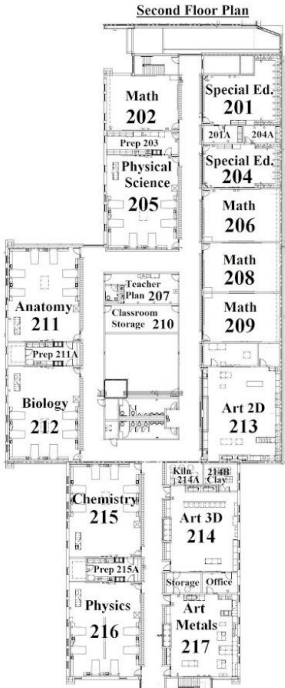 Second Floor Plan
Math
202
Special Ed.
201
Prep 203
201A
204A
Physical
Science
205
Special Ed.
204
Math
206
Math
208
Teacher
Plan 207
Classroom
Storage 210
Math
209
Anatomy
211
Prep 211A
Biology
212
Art 2D
213
Chemistry
215
Kiln
214A
214B
Clay
Art 3D
214
Prep 215A
Storage
Office
Physics
216
Art
Metals
217